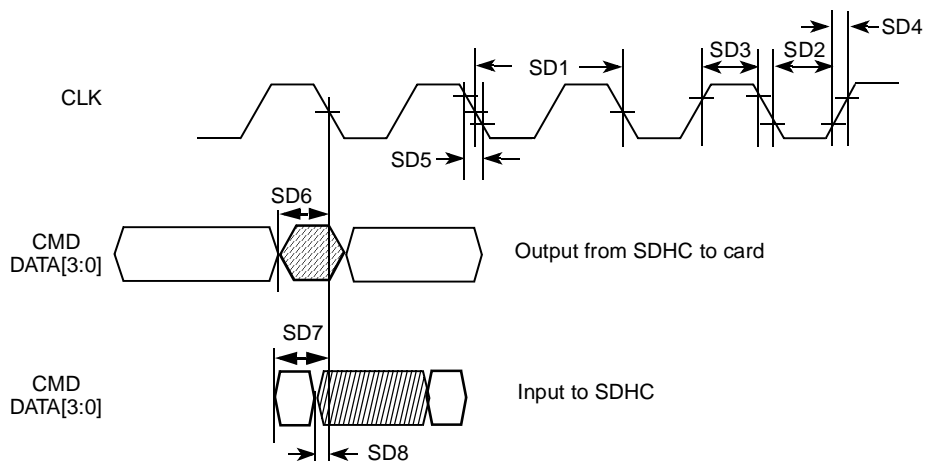 SD4
SD3
SD2
SD1
CLK
SD5
SD6
CMD
DATA[3:0]
Output from SDHC to card
SD7
CMD
DATA[3:0]
Input to SDHC
SD8